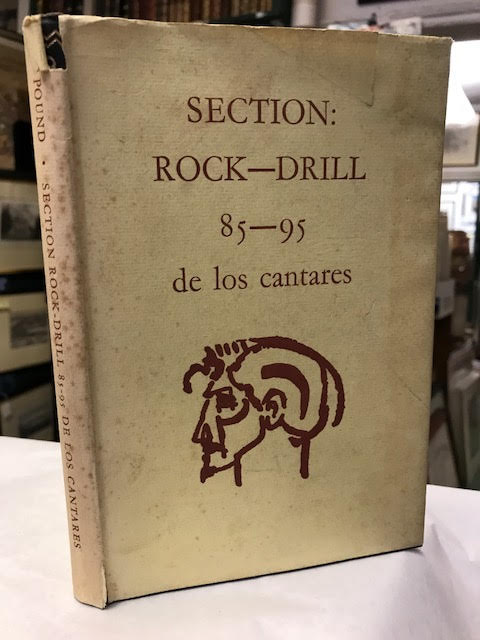 SECTION:
ROCK—DRILL
85—95
de los cantares
POUND · SECTION ROCK-DRILL 85-95 DE LOS CANTARES